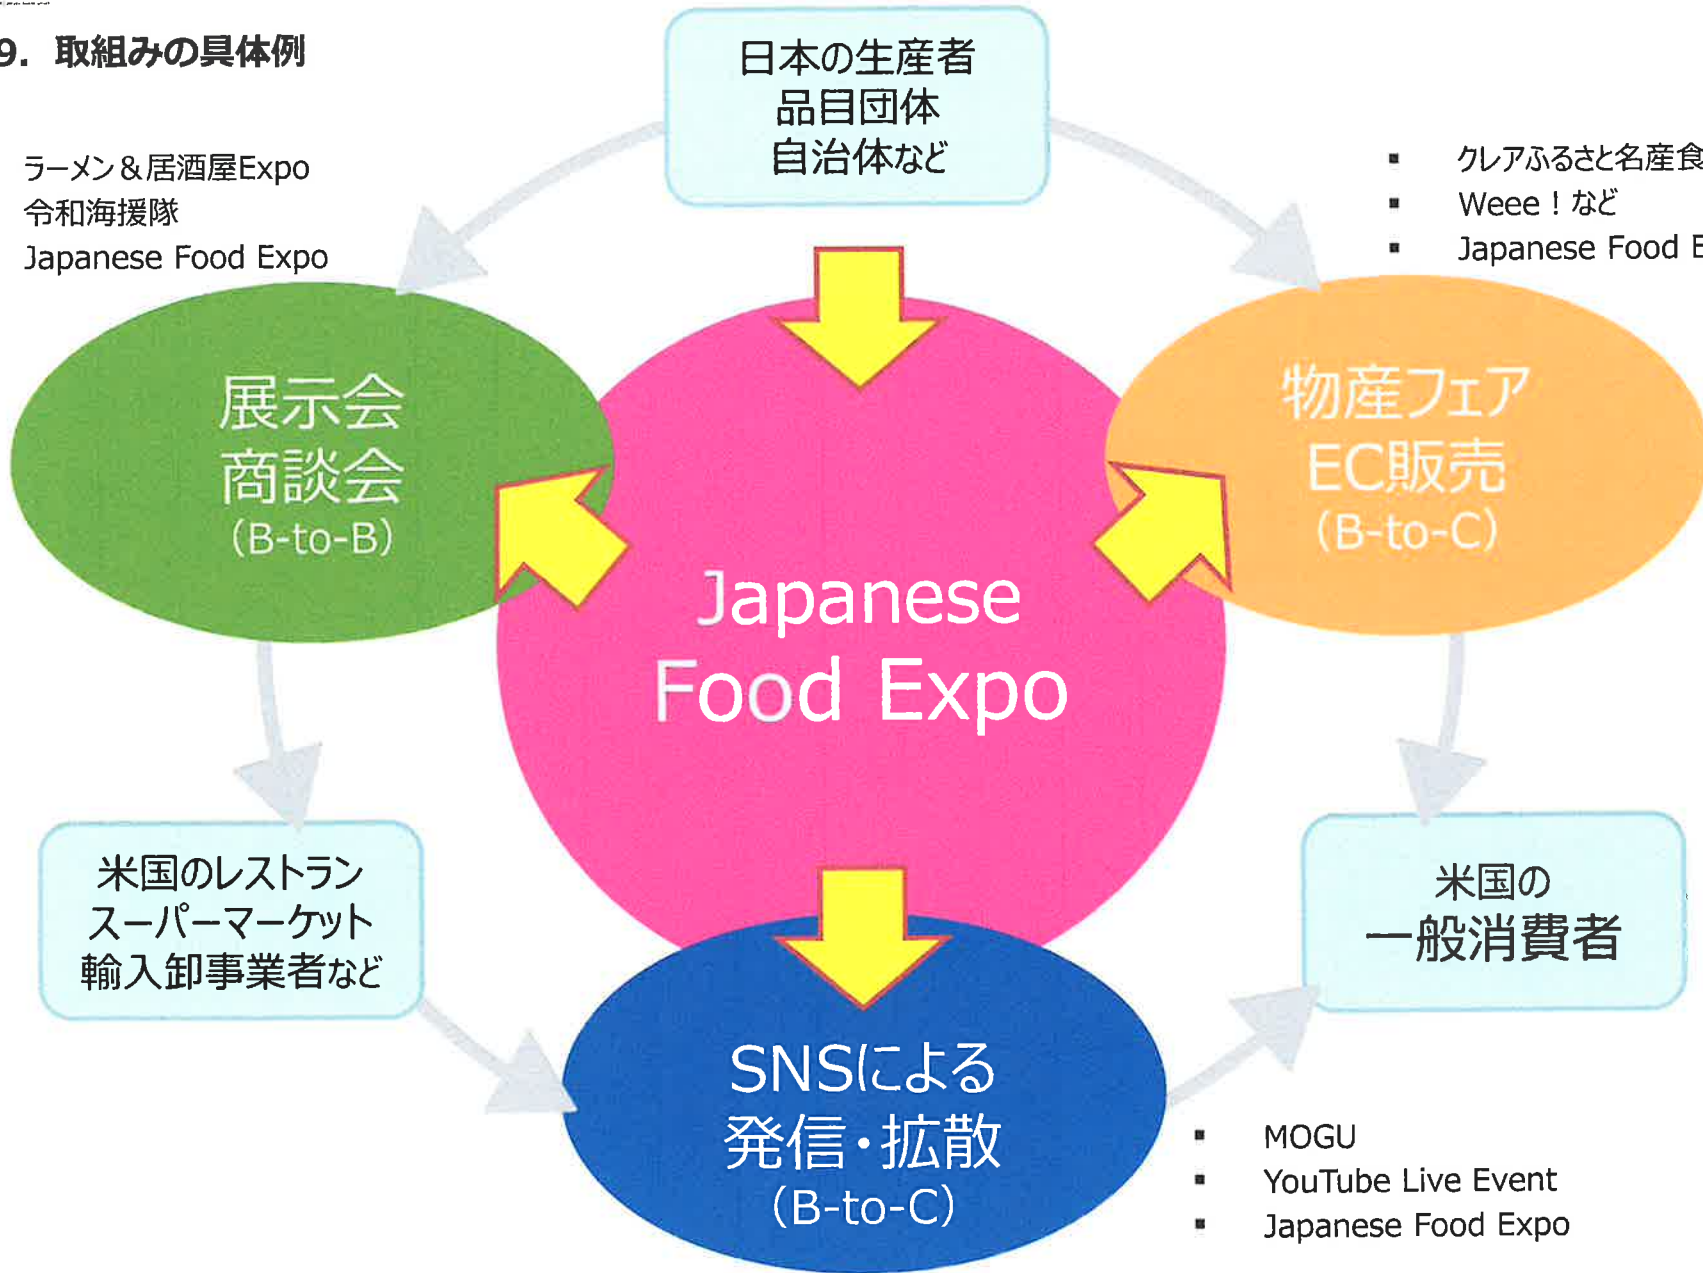 9. 取組みの具体例
日本の生産者
品目団体
自治体など
ラーメン&居酒屋Expo
令和海援隊
Japanese Food Expo
▪ クレアふるさと名産食
▪ Weee!など
▪ Japanese Food E
展示会
商談会
(B-to-B)
物産フェア
EC販売
(B-to-C)
Japanese
Food Expo
米国のレストラン
スーパーマーケット
輸入卸事業者など
米国の
一般消費者
SNSによる
発信・拡散
(B-to-C)
▪ MOGU
▪ YouTube Live Event
▪ Japanese Food Expo